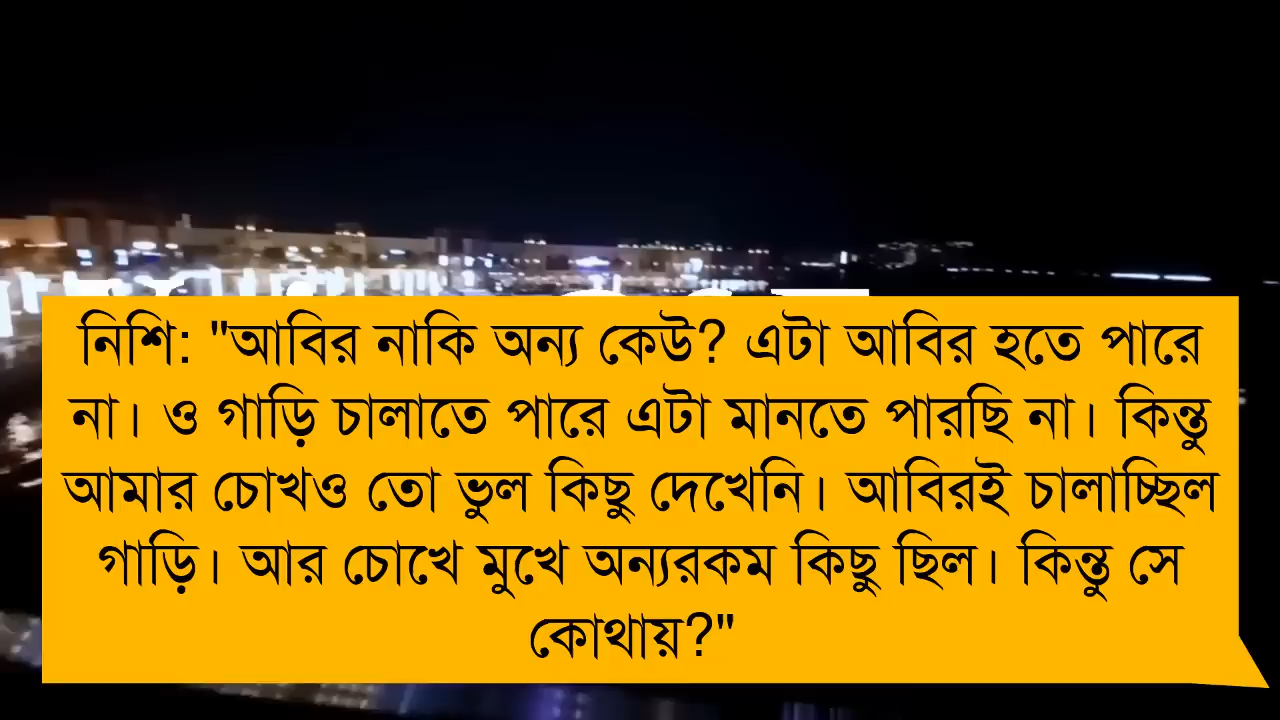 নিশি: "আবির নাকি অন্য কেউ? এটা আবির হতে পারে
না। ও গাড়ি চালাতে পারে এটা মানতে পারছি না। কিন্তু
আমার চোখও তো ভুল কিছু দেখেনি। আবিরই চালাচ্ছিল
গাড়ি। আর চোখে মুখে অন্যরকম কিছু ছিল। কিন্তু সে
কোথায়?"